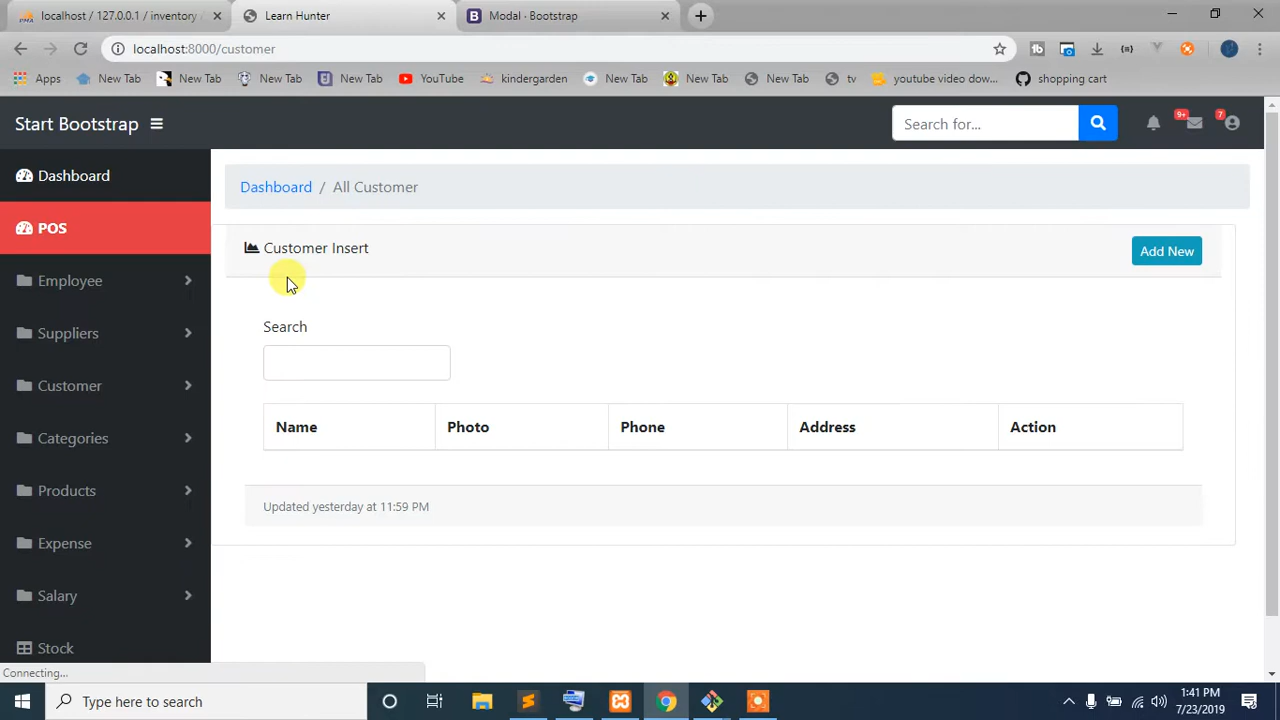 localhost / 127.0.0.1 / inventory
Learn Hunter
Modal · Bootstrap
localhost:8000/customer
Apps
New Tab
New Tab
New Tab
New Tab
YouTube
kindergarden
New Tab
New Tab
New Tab
tv
youtube video dow...
shopping cart
Start Bootstrap
Search for...
9+
7
Dashboard
POS
Employee
Suppliers
Customer
Categories
Products
Expense
Salary
Stock
Dashboard / All Customer
Customer Insert
Add New
Search
Name Photo Phone Address Action
Updated yesterday at 11:59 PM
Connecting...
Type here to search
1:41 PM
7/23/2019